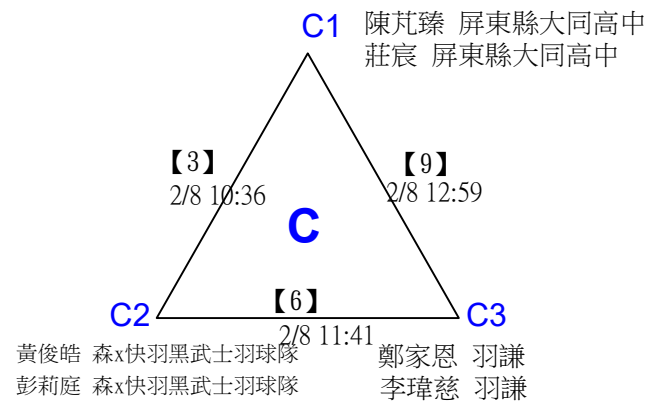 C1
陳芃臻 屏東縣大同高中
莊宸 屏東縣大同高中
【3】
2/8 10:36
【9】
2/8 12:59
C
C2
【6】
2/8 11:41
C3
黃俊皓 森x快羽黑武士羽球隊
彭莉庭 森x快羽黑武士羽球隊
鄭家恩 羽謙
李瑋慈 羽謙